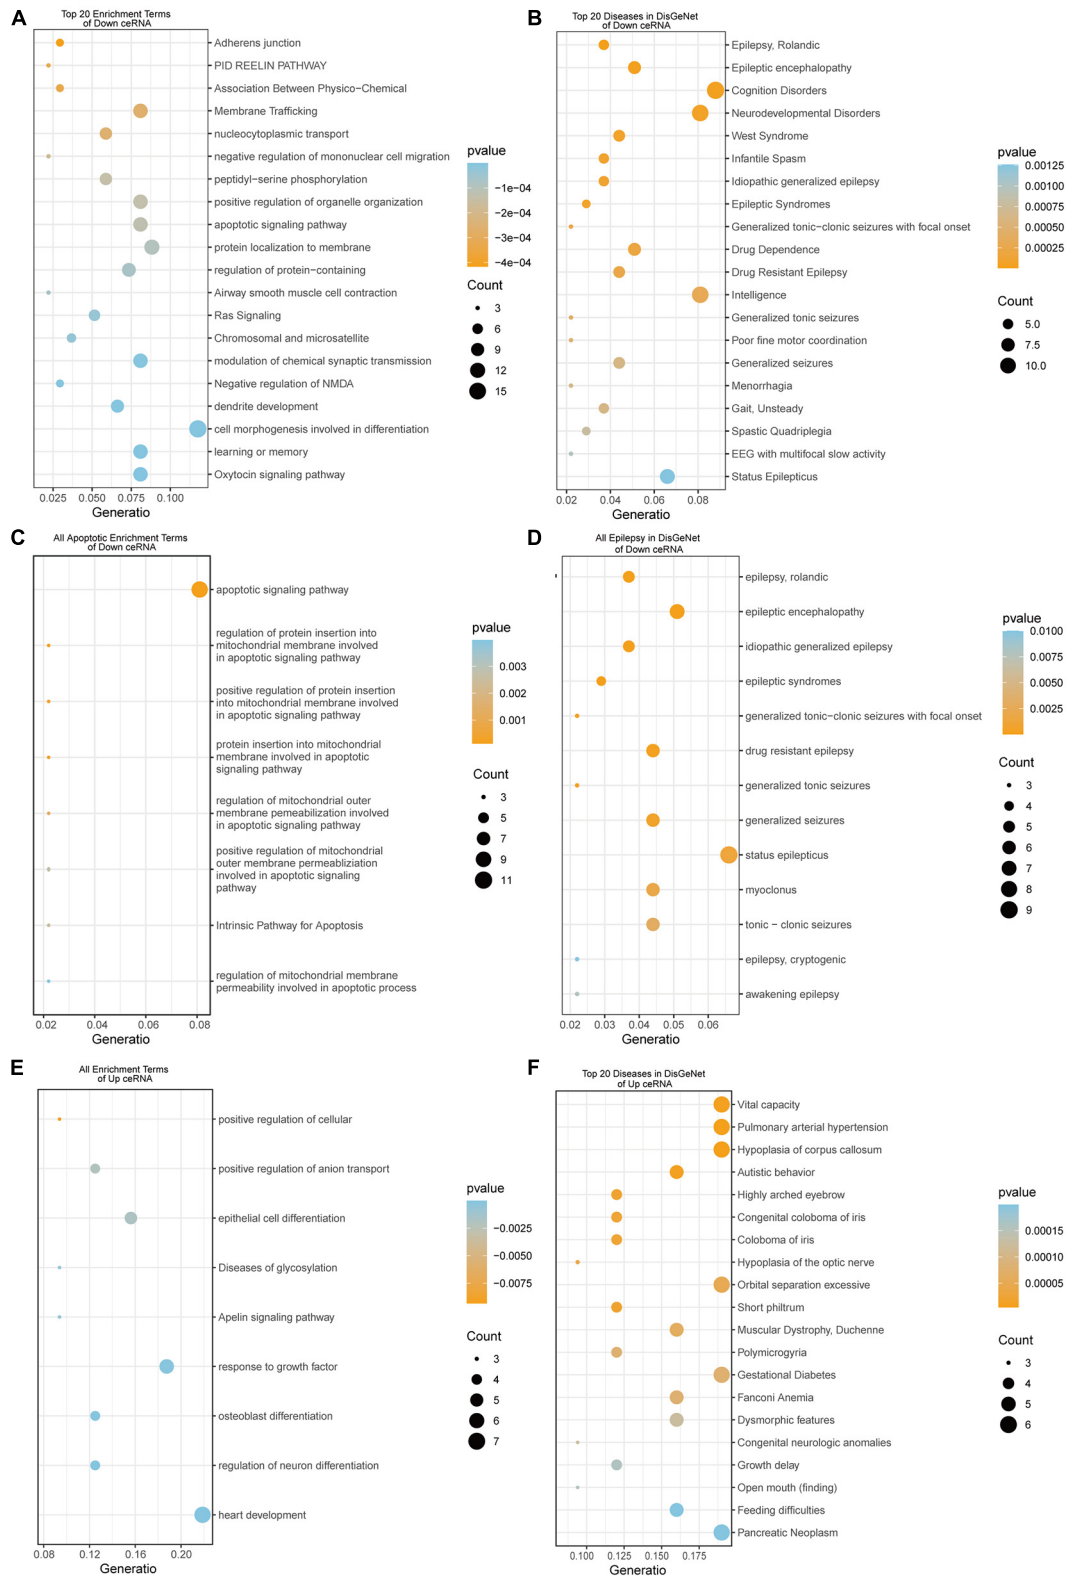 A
Top 20 Enrichment Terms
of Down ceRNA
Adherens junction
PID REELIN PATHWAY
Association Between Physico−Chemical
Membrane Trafficking
nucleocytoplasmic transport
negative regulation of mononuclear cell migration
peptidyl−serine phosphorylation
positive regulation of organelle organization
apoptotic signaling pathway
protein localization to membrane
regulation of protein−containing
Airway smooth muscle cell contraction
Ras Signaling
Chromosomal and microsatellite
modulation of chemical synaptic transmission
Negative regulation of NMDA
dendrite development
cell morphogenesis involved in differentiation
learning or memory
Oxytocin signaling pathway
0.025 0.050 0.075 0.100
Generatio
pvalue
−1e−04
−2e−04
−3e−04
−4e−04
Count
3
6
9
12
15
B
Top 20 Diseases in DisGeNet
of Down ceRNA
Epilepsy, Rolandic
Epileptic encephalopathy
Cognition Disorders
Neurodevelopmental Disorders
West Syndrome
Infantile Spasm
Idiopathic generalized epilepsy
Epileptic Syndromes
Generalized tonic−clonic seizures with focal onset
Drug Dependence
Drug Resistant Epilepsy
Intelligence
Generalized tonic seizures
Poor fine motor coordination
Generalized seizures
Menorrhagia
Gait, Unsteady
Spastic Quadriplegia
EEG with multifocal slow activity
Status Epilepticus
0.02 0.04 0.06 0.08
Generatio
pvalue
0.00125
0.00100
0.00075
0.00050
0.00025
Count
5.0
7.5
10.0
C
All Apoptotic Enrichment Terms
of Down ceRNA
apoptotic signaling pathway
regulation of protein insertion into
mitochondrial membrane involved
in apoptotic signaling pathway
positive regulation of protein insertion
into mitochondrial membrane involved
in apoptotic signaling pathway
protein insertion into mitochondrial
membrane involved in apoptotic
signaling pathway
regulation of mitochondrial outer
membrane pemeabilization involved
in apoptotic signaling pathway
positive regulation of mitochondrial
outer membrane permeabliziation
involved in apoptotic signaling
pathway
Intrinsic Pathway for Apoptosis
regulation of mitochondrial membrane
permeability involved in apoptotic process
0.02 0.04 0.06 0.08
Generatio
pvalue
0.003
0.002
0.001
Count
3
5
7
9
11
D
All Epilepsy in DisGeNet
of Down ceRNA
epilepsy, rolandic
epileptic encephalopathy
idiopathic generalized epilepsy
epileptic syndromes
generalized tonic−clonic seizures with focal onset
drug resistant epilepsy
generalized tonic seizures
generalized seizures
status epilepticus
myoclonus
tonic − clonic seizures
epilepsy, cryptogenic
awakening epilepsy
0.02 0.03 0.04 0.05 0.06
Generatio
pvalue
0.0100
0.0075
0.0050
0.0025
Count
3
4
5
6
7
8
9
E
All Enrichment Terms
of Up ceRNA
positive regulation of cellular
positive regulation of anion transport
epithelial cell differentiation
Diseases of glycosylation
Apelin signaling pathway
response to growth factor
osteoblast differentiation
regulation of neuron differentiation
heart development
0.08 0.12 0.16 0.20
Generatio
pvalue
−0.0025
−0.0050
−0.0075
Count
3
4
5
6
7
F
Top 20 Diseases in DisGeNet
of Up ceRNA
Vital capacity
Pulmonary arterial hypertension
Hypoplasia of corpus callosum
Autistic behavior
Highly arched eyebrow
Congenital coloboma of iris
Coloboma of iris
Hypoplasia of the optic nerve
Orbital separation excessive
Short philtrum
Muscular Dystrophy, Duchenne
Polymicrogyria
Gestational Diabetes
Fanconi Anemia
Dysmorphic features
Congenital neurologic anomalies
Growth delay
Open mouth (finding)
Feeding difficulties
Pancreatic Neoplasm
0.100 0.125 0.150 0.175
Generatio
pvalue
0.00015
0.00010
0.00005
Count
3
4
5
6